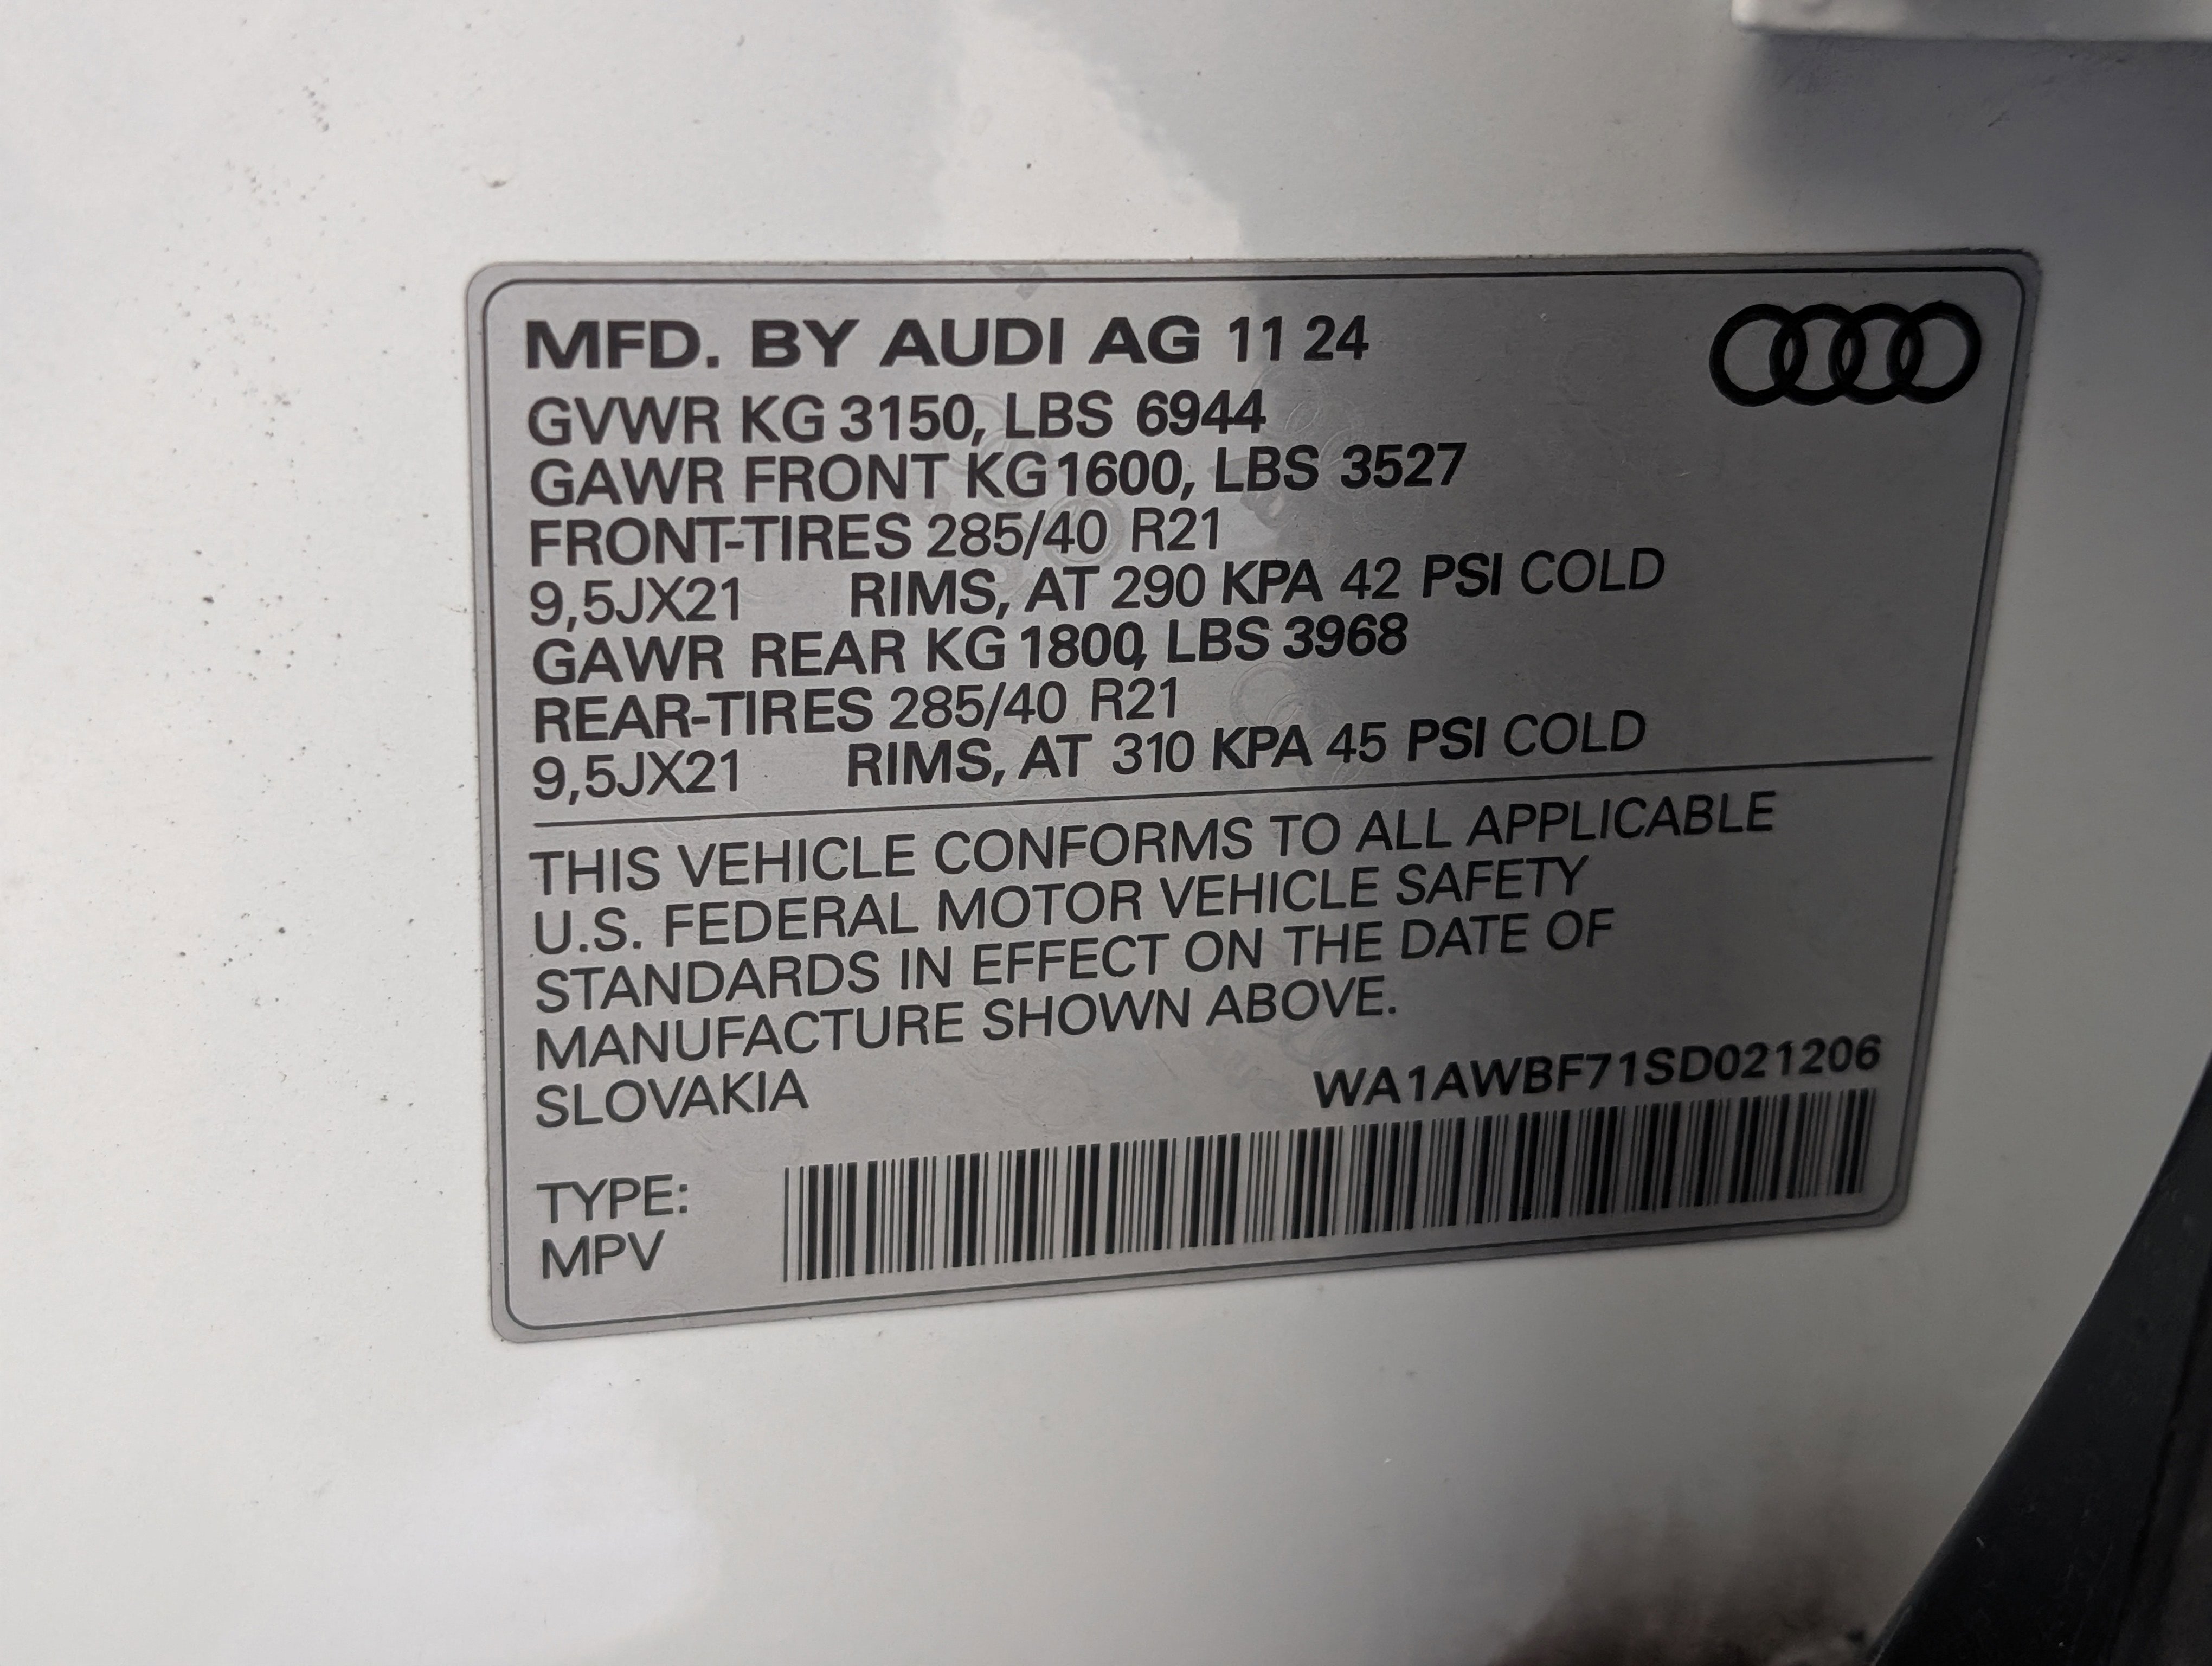 MFD. BY AUDI AG 11 24
GVWR KG 3150, LBS 6944
GAWR FRONT KG 1600, LBS 3527
FRONT-TIRES 285/40 R21
9,5JX21 RIMS, AT 290 KPA 42 PSI COLD
GAWR REAR KG 1800, LBS 3968
REAR-TIRES 285/40 R21
9,5JX21 RIMS, AT 310 KPA 45 PSI COLD
THIS VEHICLE CONFORMS TO ALL APPLICABLE
U.S. FEDERAL MOTOR VEHICLE SAFETY
STANDARDS IN EFFECT ON THE DATE OF
MANUFACTURE SHOWN ABOVE.
SLOVAKIA WA1AWBF71SD021206
TYPE:
MPV